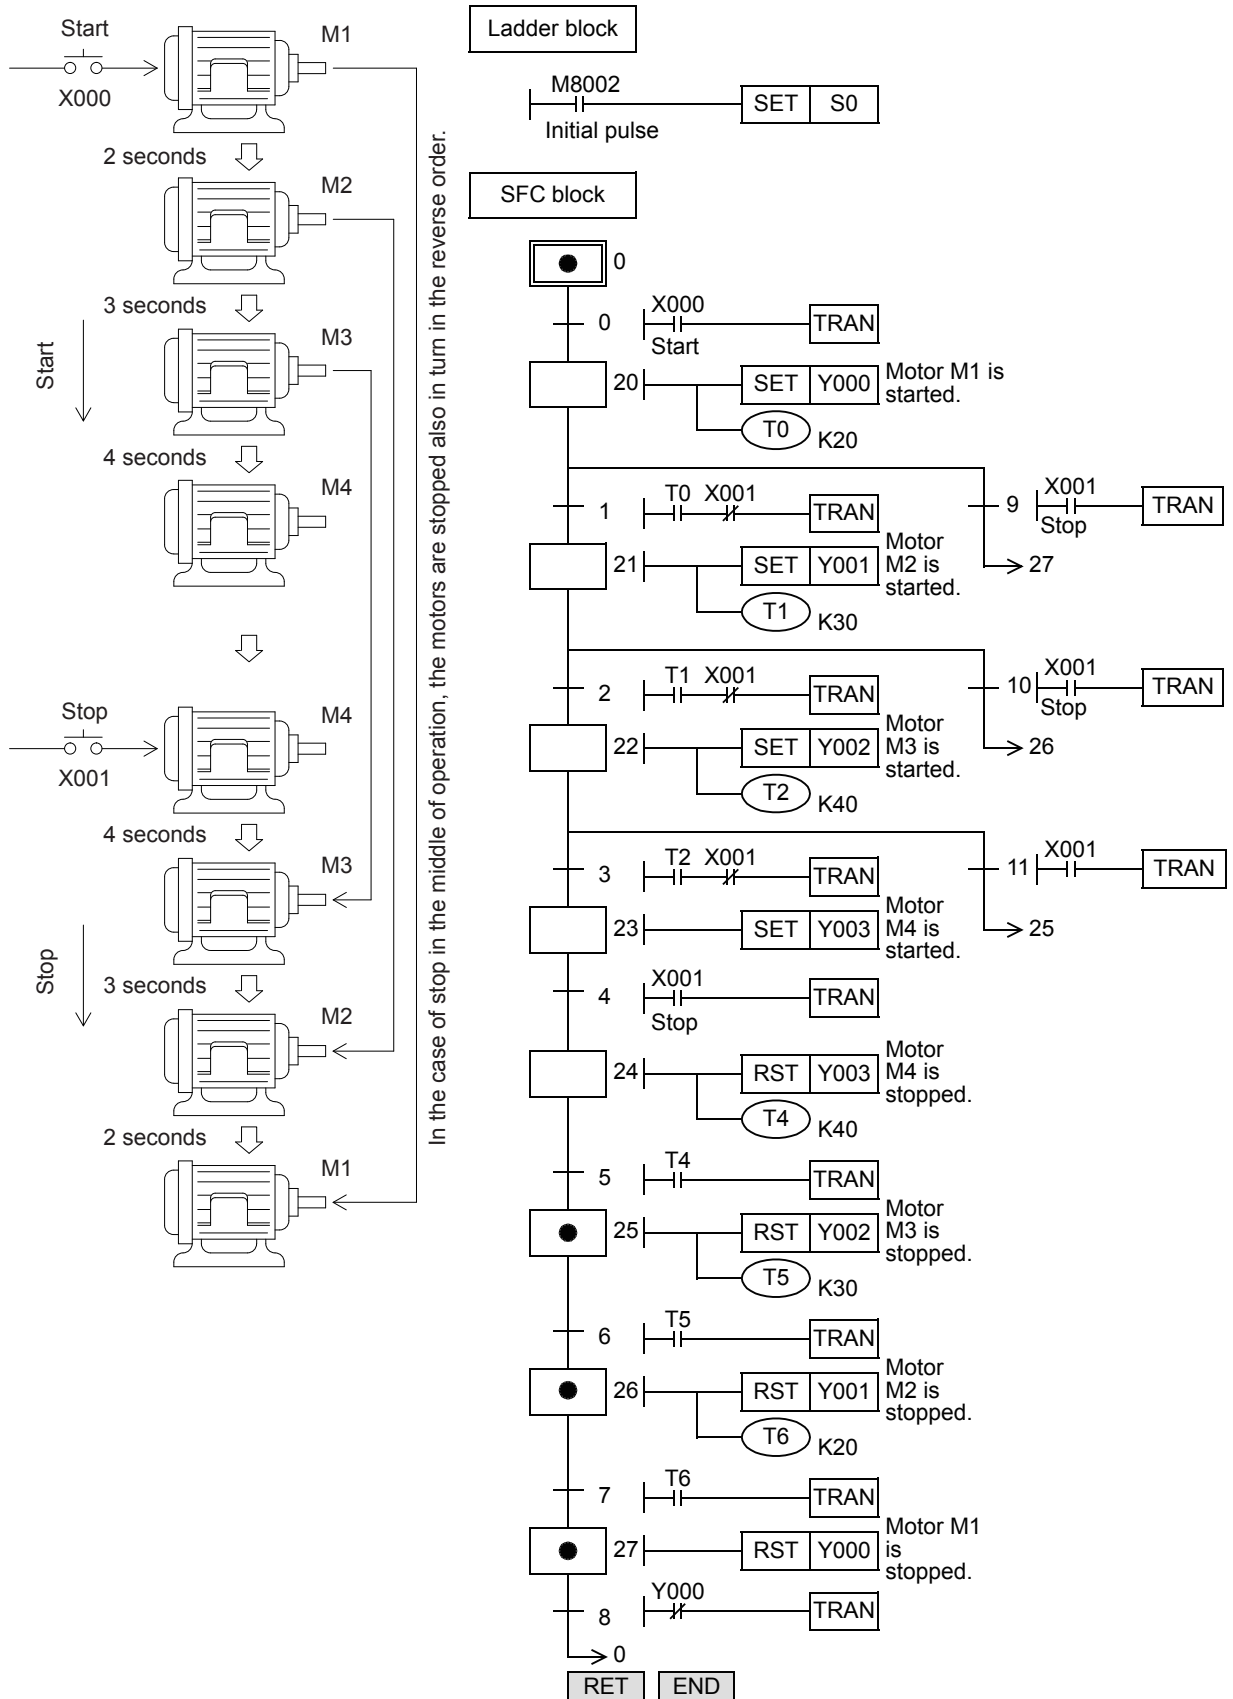 Start
X000
M1
2 seconds
M2
3 seconds
M3
Start
4 seconds
M4
Stop
X001
M4
4 seconds
M3
Stop
3 seconds
M2
2 seconds
M1
In the case of stop in the middle of operation, the motors are stopped also in turn in the reverse order.
Ladder block
M8002
Initial pulse
SET S0
SFC block
0
0
X000
Start
TRAN
20
SET Y000
Motor M1 is
started.
T0 K20
1
T0 X001
TRAN
9
X001
Stop
TRAN
27
21
SET Y001
Motor
M2 is
started.
T1 K30
2
T1 X001
TRAN
10
X001
Stop
TRAN
26
22
SET Y002
Motor
M3 is
started.
T2 K40
3
T2 X001
TRAN
11
X001
TRAN
25
23
SET Y003
Motor
M4 is
started.
4
X001
Stop
TRAN
24
RST Y003
Motor
M4 is
stopped.
T4 K40
5
T4
TRAN
25
RST Y002
Motor
M3 is
stopped.
T5 K30
6
T5
TRAN
26
RST Y001
Motor
M2 is
stopped.
T6 K20
7
T6
TRAN
27
RST Y000
Motor M1
is
stopped.
8
Y000
TRAN
0
RET END